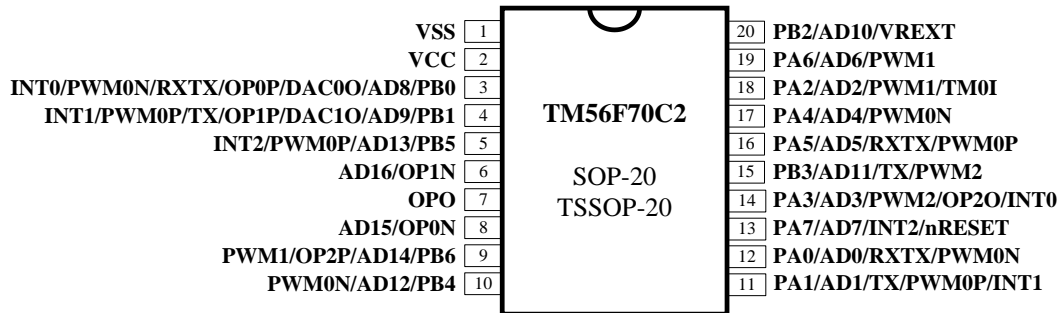 VSS 1
VCC 2
INT0/PWM0N/RXTX/OP0P/DAC0O/AD8/PB0 3
INT1/PWM0P/TX/OP1P/DAC1O/AD9/PB1 4
INT2/PWM0P/AD13/PB5 5
AD16/OP1N 6
OPO 7
AD15/OP0N 8
PWM1/OP2P/AD14/PB6 9
PWM0N/AD12/PB4 10
TM56F70C2
SOP-20
TSSOP-20
20 PB2/AD10/VREXT
19 PA6/AD6/PWM1
18 PA2/AD2/PWM1/TM0I
17 PA4/AD4/PWM0N
16 PA5/AD5/RXTX/PWM0P
15 PB3/AD11/TX/PWM2
14 PA3/AD3/PWM2/OP2O/INT0
13 PA7/AD7/INT2/nRESET
12 PA0/AD0/RXTX/PWM0N
11 PA1/AD1/TX/PWM0P/INT1